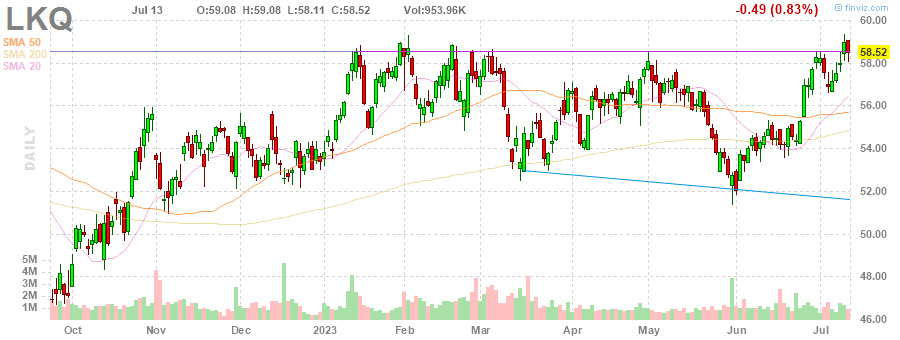 LKQ
Jul 13 O:59.08 H:59.08 L:58.11 C:58.52 Vol:953.96K -0.49 (0.83%)
© finviz.com
SMA 50
SMA 200
SMA 20
DAILY
60.00
58.52
58.00
56.00
54.00
52.00
50.00
48.00
46.00
5M
4M
3M
2M
1M
Oct Nov Dec 2023 Feb Mar Apr May Jun Jul